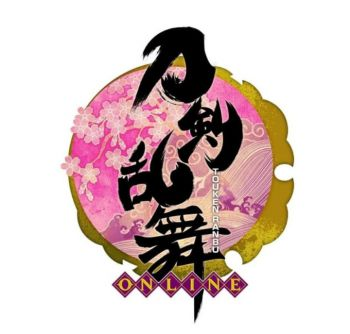 刀剣乱舞
TOUKEN RANBU
ONLINE